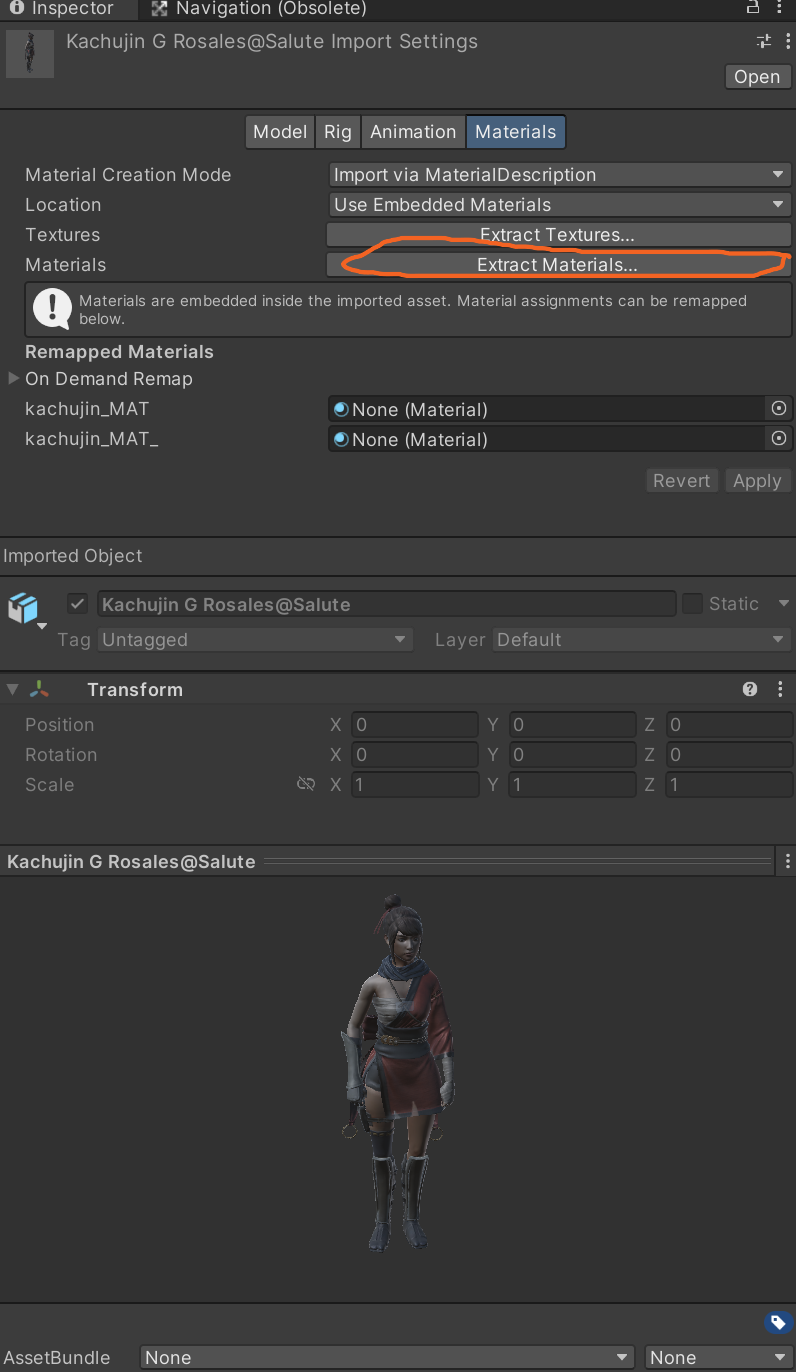 Inspector
Navigation (Obsolete)
Kachujin G Rosales@Salute Import Settings
Open
Model
Rig
Animation
Materials
Material Creation Mode
Import via MaterialDescription
Location
Use Embedded Materials
Textures
Extract Textures...
Materials
Extract Materials...
Materials are embedded inside the imported asset. Material assignments can be remapped
below.
Remapped Materials
On Demand Remap
kachujin_MAT
None (Material)
kachujin_MAT_
None (Material)
Revert
Apply
Imported Object
Kachujin G Rosales@Salute
Static
Tag
Untagged
Layer
Default
Transform
Position
X 0
Y 0
Z 0
Rotation
X 0
Y 0
Z 0
Scale
X 1
Y 1
Z 1
Kachujin G Rosales@Salute
AssetBundle
None
None